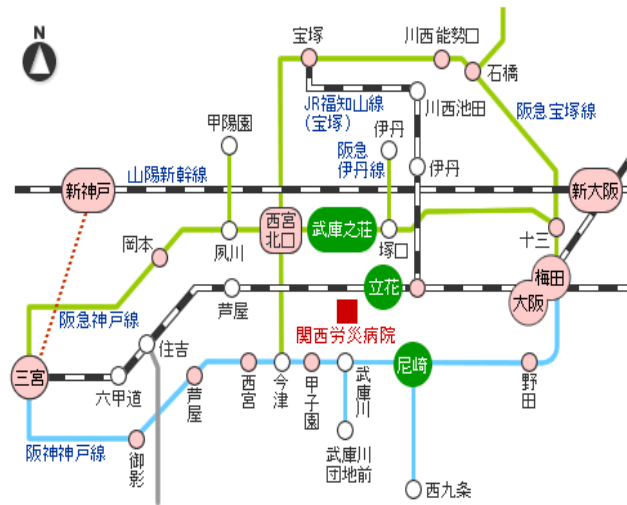 N
宝塚
川西能勢口
石橋
JR福知山線
(宝塚)
川西池田
阪急宝塚線
甲陽園
伊丹
阪急
伊丹線
伊丹
山陽新幹線
新神戸
新大阪
岡本
夙川
西宮
北口
武庫之荘
塚口
十三
梅田
大阪
立花
芦屋
関西労災病院
阪急神戸線
住吉
三宮
六甲道
芦屋
西宮
今津
甲子園
武庫川
尼崎
野田
阪神神戸線
御影
武庫川
団地前
西九条